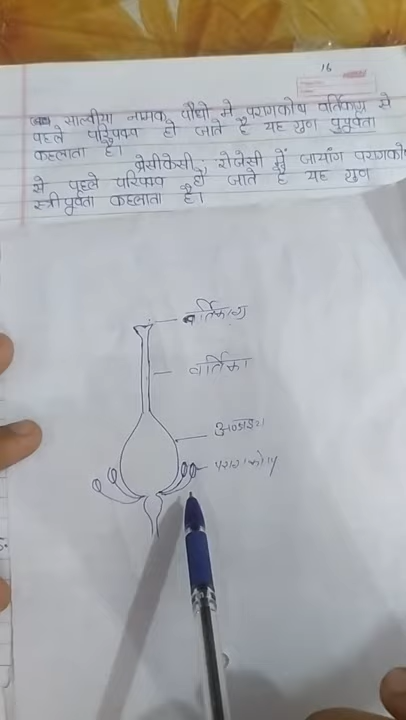 16
साल्वीया नामक पौधो में परागकोष वर्तिकाग्र से
पहले परिपक्व हो जाते है यह गुण पुंपूर्वता
कहलाता है।
ब्रेसीकेसी, रोजेसी में जायांग परागकोष
से पहले परिपक्व हो जाते है यह गुण
स्त्रीपूर्वता कहलाता है।
वर्तिकाग्र
वर्तिका
अण्डाशय
परागकोष